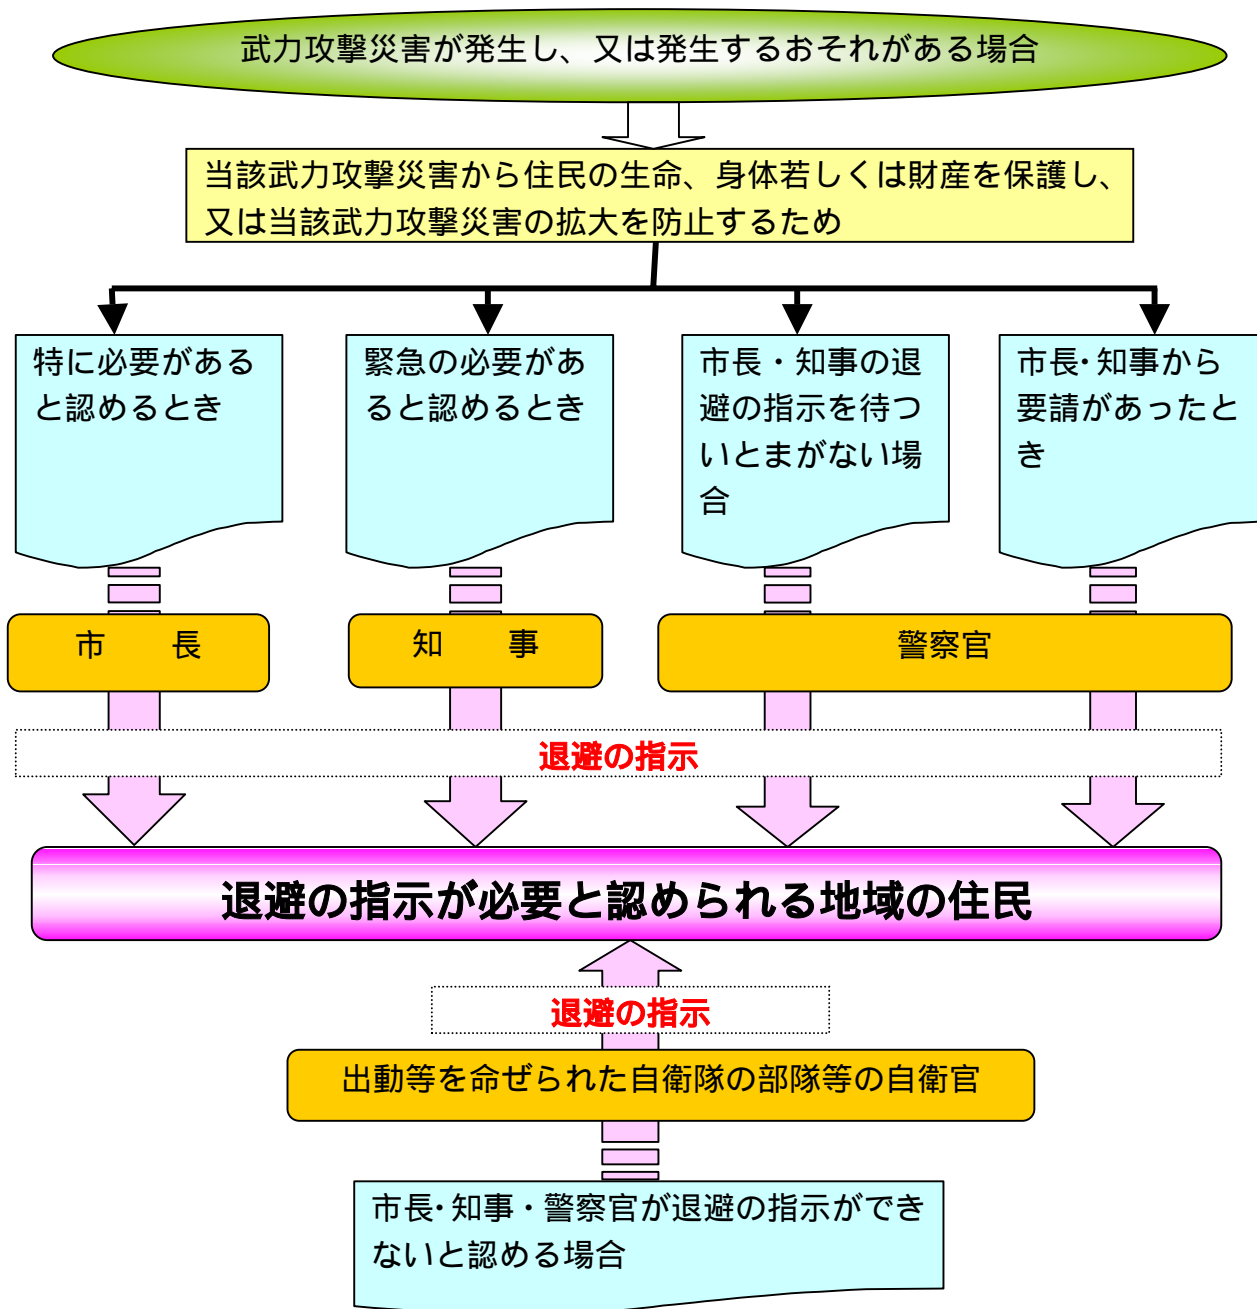 武力攻撃災害が発生し、又は発生するおそれがある場合
当該武力攻撃災害から住民の生命、身体若しくは財産を保護し、
又は当該武力攻撃災害の拡大を防止するため
特に必要がある
と認めるとき
緊急の必要があ
ると認めるとき
市長・知事の退
避の指示を待つ
いとまがない場
合
市長・知事から
要請があったと
き
市　　長
知　　事
警察官
退避の指示
退避の指示が必要と認められる地域の住民
退避の指示
出動等を命ぜられた自衛隊の部隊等の自衛官
市長・知事・警察官が退避の指示ができ
ないと認める場合